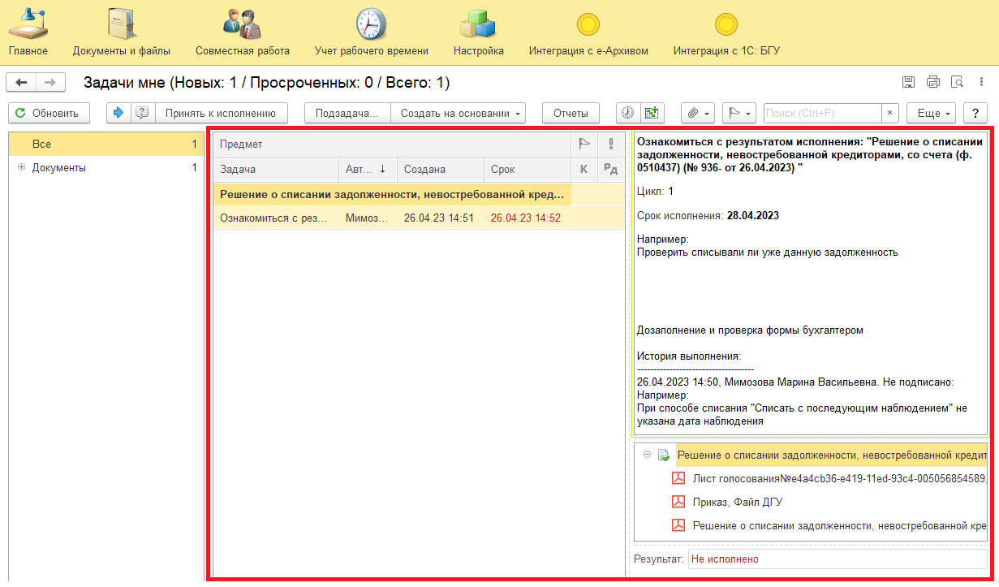 Главное
Документы и файлы
Совместная работа
Учет рабочего времени
Настройка
Интеграция с е-Архивом
Интеграция с 1С: БГУ
Задачи мне (Новых: 1 / Просроченных: 0 / Всего: 1)
Обновить
Принять к исполнению
Подзадача...
Создать на основании
Отчеты
Поиск (Ctrl+F)
×
Еще
?
Все 1
Документы 1
Предмет
Задача Авт... ↓ Создана Срок К Рд
Решение о списании задолженности, невостребованной кред...
Ознакомиться с рез... Мимоз... 26.04.23 14:51 26.04.23 14:52
Ознакомиться с результатом исполнения: "Решение о списании
задолженности, невостребованной кредиторами, со счета (ф.
0510437) (№ 936- от 26.04.2023) "
Цикл: 1
Срок исполнения: 28.04.2023
Например:
Проверить списывали ли уже данную задолженность
Дозаполнение и проверка формы бухгалтером
История выполнения:
------------------------------------
26.04.2023 14:50, Мимозова Марина Васильевна. Не подписано:
Например:
При способе списания "Списать с последующим наблюдением" не
указана дата наблюдения
Решение о списании задолженности, невостребованной кредит
Лист голосования№e4a4cb36-e419-11ed-93c4-005056854589,
Приказ, Файл ДГУ
Решение о списании задолженности, невостребованной кре
Результат: Не исполнено